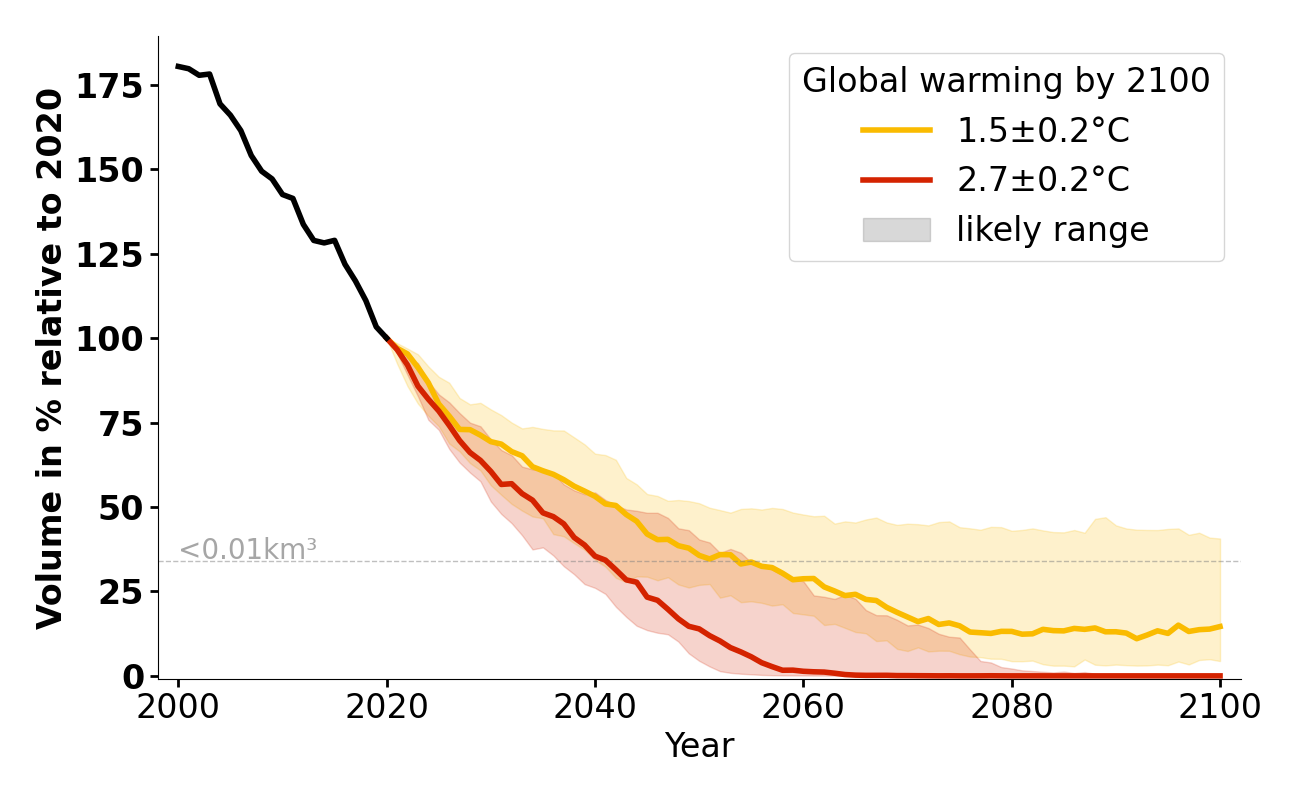 Volume in % relative to 2020
175
150
125
100
75
50
25
0
<0.01km³
Global warming by 2100
1.5±0.2°C
2.7±0.2°C
likely range
2000 2020 2040 2060 2080 2100
Year